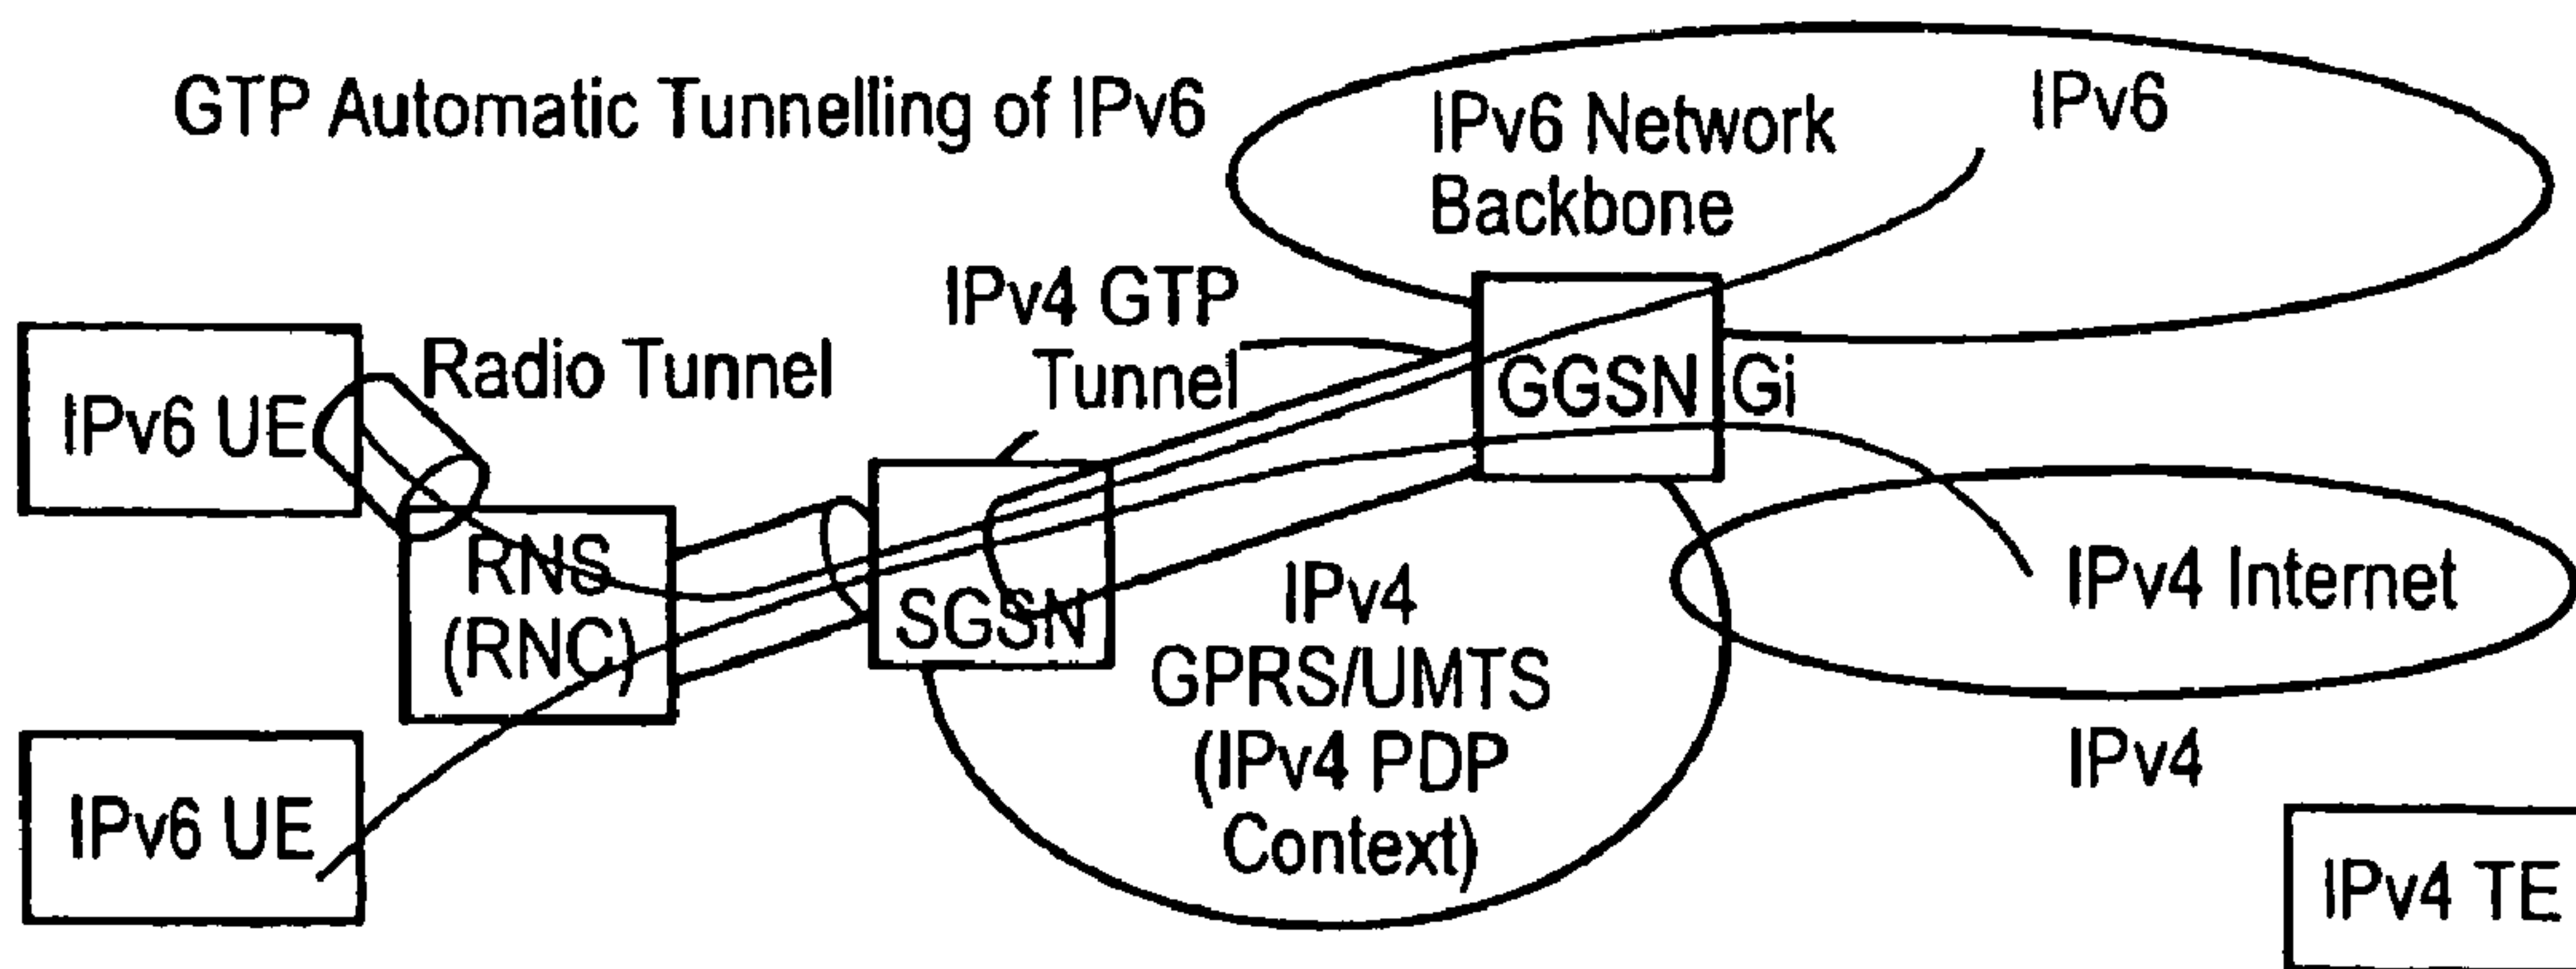 GTP Automatic Tunnelling of IPv6
IPv6 Network
Backbone
IPv6
IPv4 GTP
Tunnel
Radio Tunnel
IPv6 UE
GGSN
Gi
RNS
(RNC)
SGSN
IPv4
GPRS/UMTS
(IPv4 PDP
Context)
IPv4 Internet
IPv4
IPv6 UE
IPv4 TE